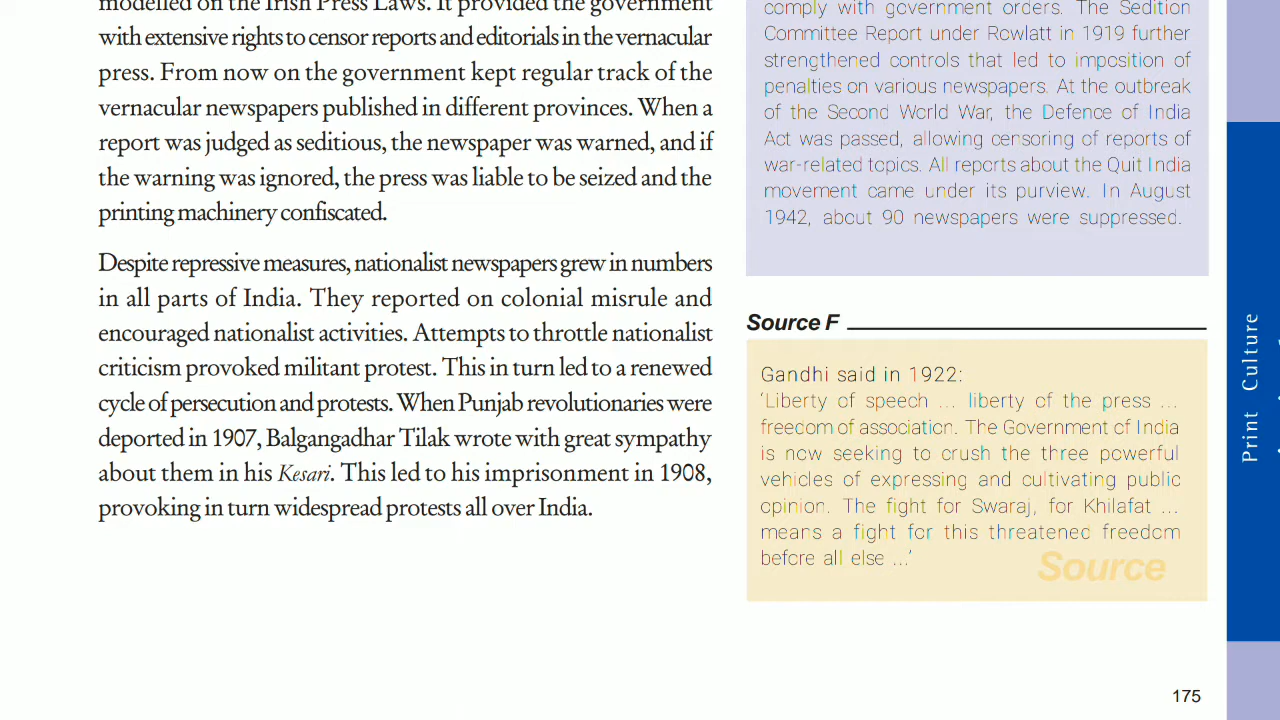 modelled on the Irish Press Laws. It provided the government
with extensive rights to censor reports and editorials in the vernacular
press. From now on the government kept regular track of the
vernacular newspapers published in different provinces. When a
report was judged as seditious, the newspaper was warned, and if
the warning was ignored, the press was liable to be seized and the
printing machinery confiscated.
Despite repressive measures, nationalist newspapers grew in numbers
in all parts of India. They reported on colonial misrule and
encouraged nationalist activities. Attempts to throttle nationalist
criticism provoked militant protest. This in turn led to a renewed
cycle of persecution and protests. When Punjab revolutionaries were
deported in 1907, Balgangadhar Tilak wrote with great sympathy
about them in his Kesari. This led to his imprisonment in 1908,
provoking in turn widespread protests all over India.
comply with government orders. The Sedition
Committee Report under Rowlatt in 1919 further
strengthened controls that led to imposition of
penalties on various newspapers. At the outbreak
of the Second World War, the Defence of India
Act was passed, allowing censoring of reports of
war-related topics. All reports about the Quit India
movement came under its purview. In August
1942, about 90 newspapers were suppressed.
Source F
Gandhi said in 1922:
‘Liberty of speech ... liberty of the press ...
freedom of association. The Government of India
is now seeking to crush the three powerful
vehicles of expressing and cultivating public
opinion. The fight for Swaraj, for Khilafat ...
means a fight for this threatened freedom
before all else ...’
Source
Print Culture
175